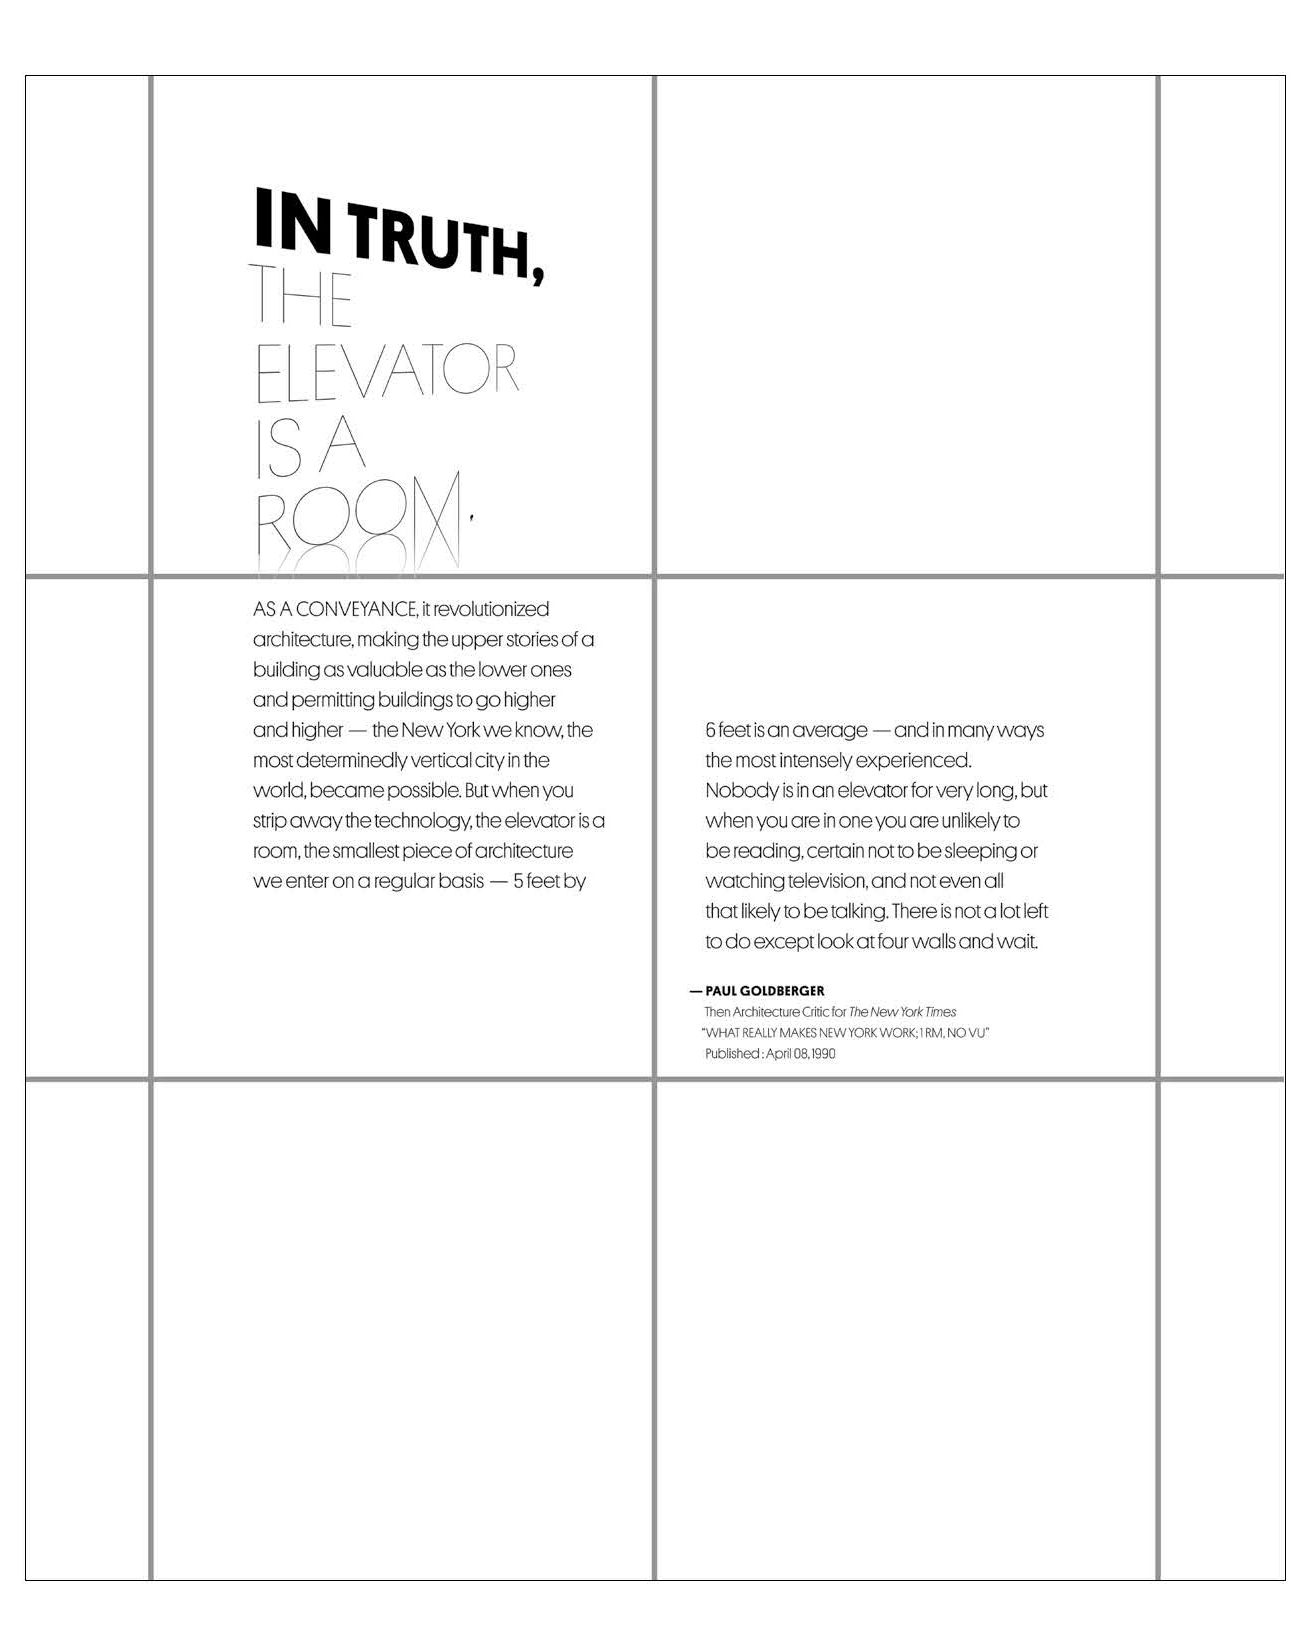 IN TRUTH,
THE
ELEVATOR
IS A
ROOM,
AS A CONVEYANCE, it revolutionized
architecture, making the upper stories of a
building as valuable as the lower ones
and permitting buildings to go higher
and higher — the New York we know, the
most determinedly vertical city in the
world, became possible. But when you
strip away the technology, the elevator is a
room, the smallest piece of architecture
we enter on a regular basis — 5 feet by
6 feet is an average — and in many ways
the most intensely experienced.
Nobody is in an elevator for very long, but
when you are in one you are unlikely to
be reading, certain not to be sleeping or
watching television, and not even all
that likely to be talking. There is not a lot left
to do except look at four walls and wait.
— PAUL GOLDBERGER
Then Architecture Critic for The New York Times
"WHAT REALLY MAKES NEW YORK WORK; 1 RM, NO VU"
Published : April 08, 1990